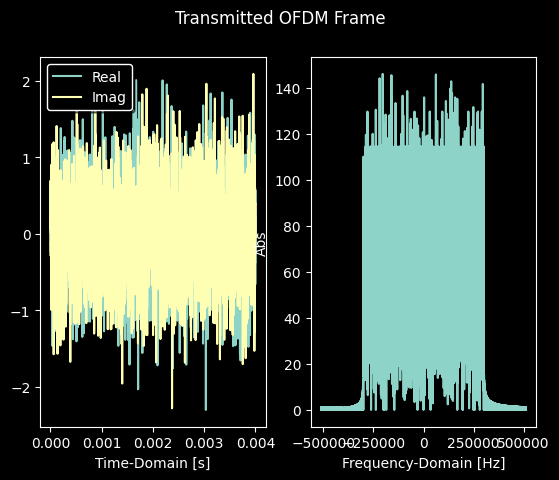 Transmitted OFDM Frame
Real
Imag
2
1
0
−1
−2
0.000 0.001 0.002 0.003 0.004
Time-Domain [s]
Abs
140
120
100
80
60
40
20
0
−500000 −250000 0 250000 500000
Frequency-Domain [Hz]